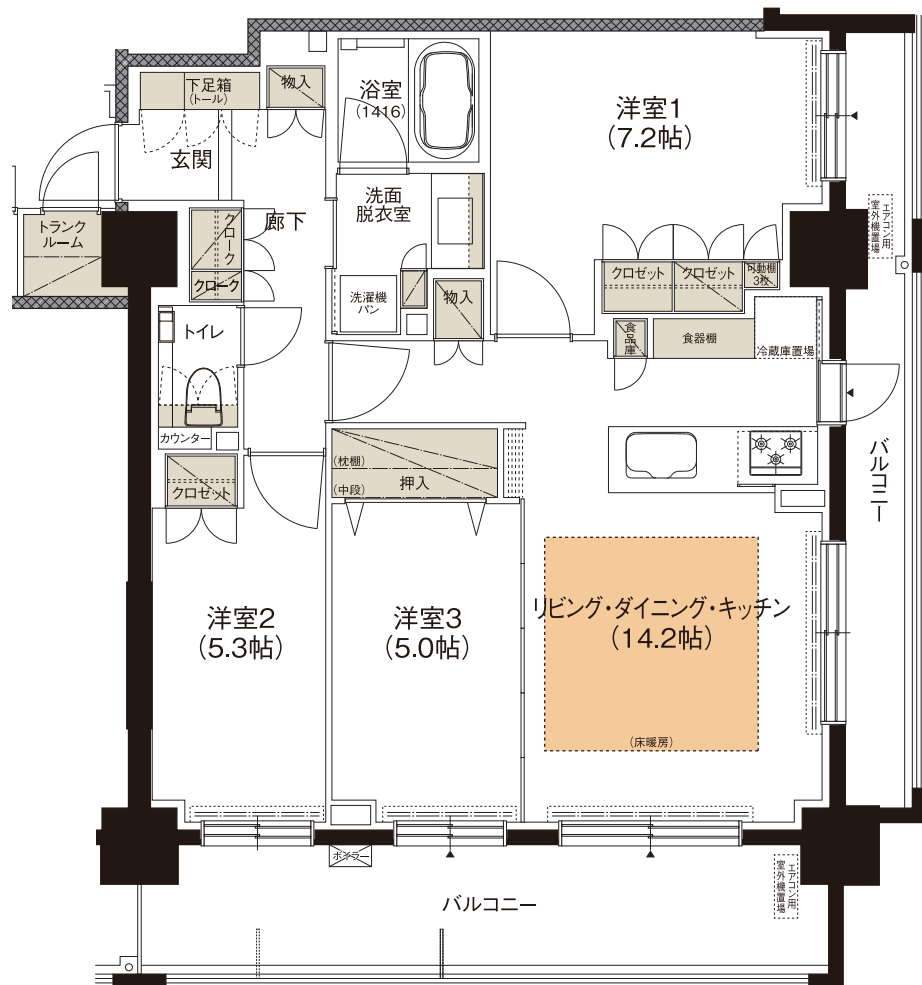 下足箱
(トール)
物入
浴室
(1416)
洋室1
(7.2帖)
玄関
洗面
脱衣室
廊下
クローク
クローク
トランク
ルーム
エアコン用
室外機置場
クロゼット
クロゼット
可動棚
3枚
洗濯機
パン
物入
トイレ
食品庫
食器棚
冷蔵庫置場
カウンター
バルコニー
(枕棚)
(中段)
押入
クロゼット
洋室2
(5.3帖)
洋室3
(5.0帖)
リビング・ダイニング・キッチン
(14.2帖)
(床暖房)
ボイラー
エアコン用
室外機置場
バルコニー